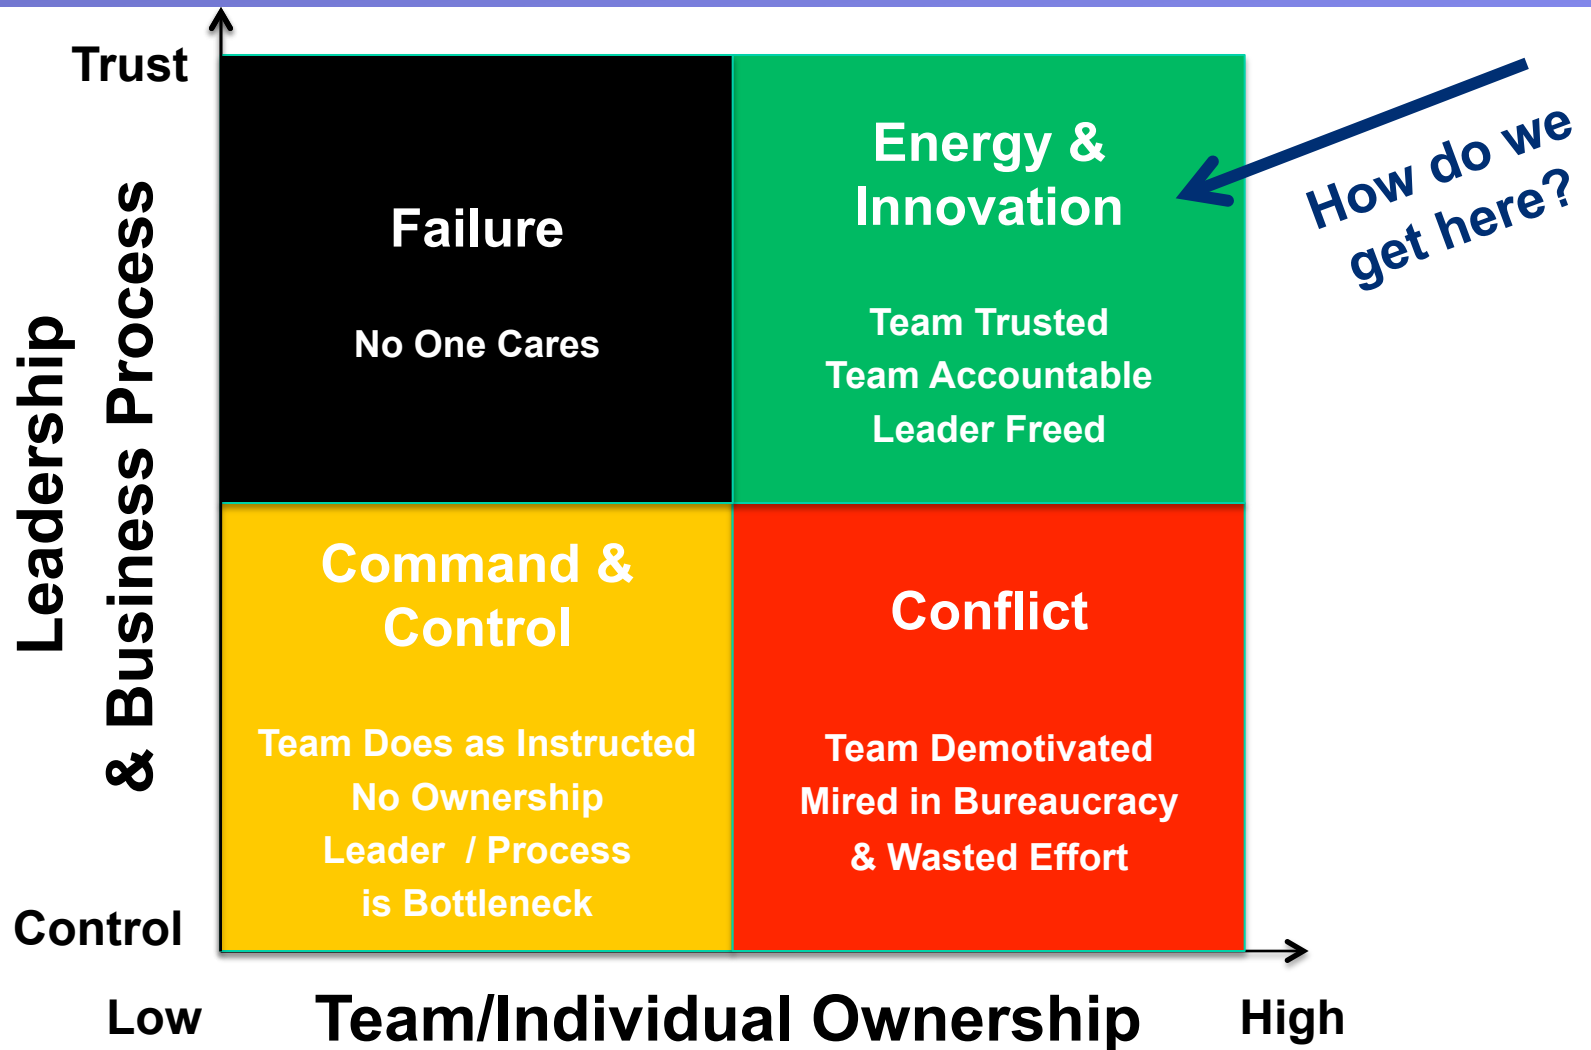 Trust
Leadership
& Business Process
Control
Failure
No One Cares
Energy &
Innovation
Team Trusted
Team Accountable
Leader Freed
How do we
get here?
Command &
Control
Team Does as Instructed
No Ownership
Leader / Process
is Bottleneck
Conflict
Team Demotivated
Mired in Bureaucracy
& Wasted Effort
Low
Team/Individual Ownership
High